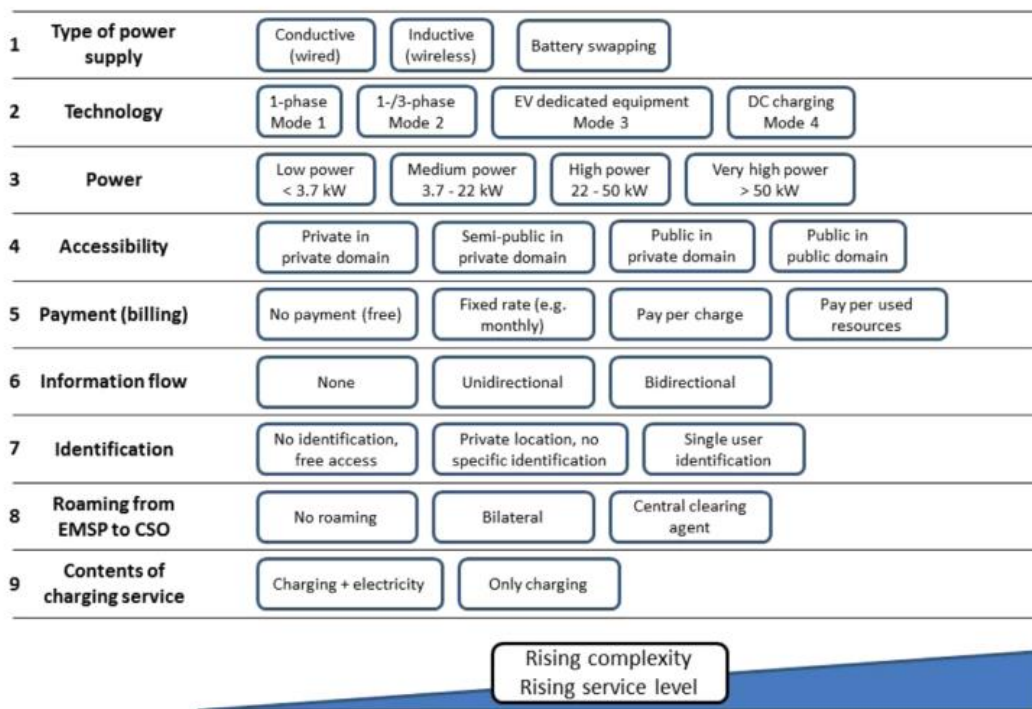 1 Type of power supply
Conductive (wired)
Inductive (wireless)
Battery swapping
2 Technology
1-phase Mode 1
1-/3-phase Mode 2
EV dedicated equipment Mode 3
DC charging Mode 4
3 Power
Low power < 3.7 kW
Medium power 3.7 - 22 kW
High power 22 - 50 kW
Very high power > 50 kW
4 Accessibility
Private in private domain
Semi-public in private domain
Public in private domain
Public in public domain
5 Payment (billing)
No payment (free)
Fixed rate (e.g. monthly)
Pay per charge
Pay per used resources
6 Information flow
None
Unidirectional
Bidirectional
7 Identification
No identification, free access
Private location, no specific identification
Single user identification
8 Roaming from EMSP to CSO
No roaming
Bilateral
Central clearing agent
9 Contents of charging service
Charging + electricity
Only charging
Rising complexity
Rising service level